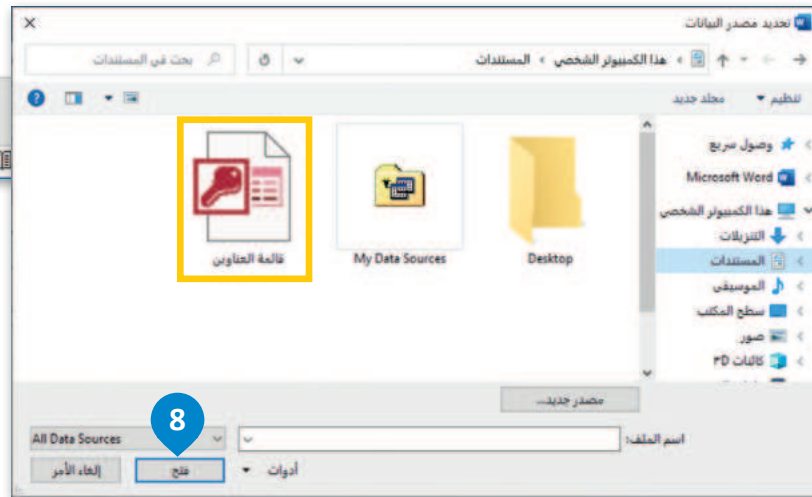 تحديد مصدر البيانات
هذا الكمبيوتر الشخصي › المستندات
بحث في المستندات
تنظيم
مجلد جديد
وصول سريع
Microsoft Word
هذا الكمبيوتر الشخصي
التنزيلات
المستندات
الموسيقى
سطح المكتب
صور
كائنات ٣D
Desktop
My Data Sources
قائمة العناوين
مصدر جديد...
اسم الملف:
All Data Sources
8
أدوات
فتح
إلغاء الأمر